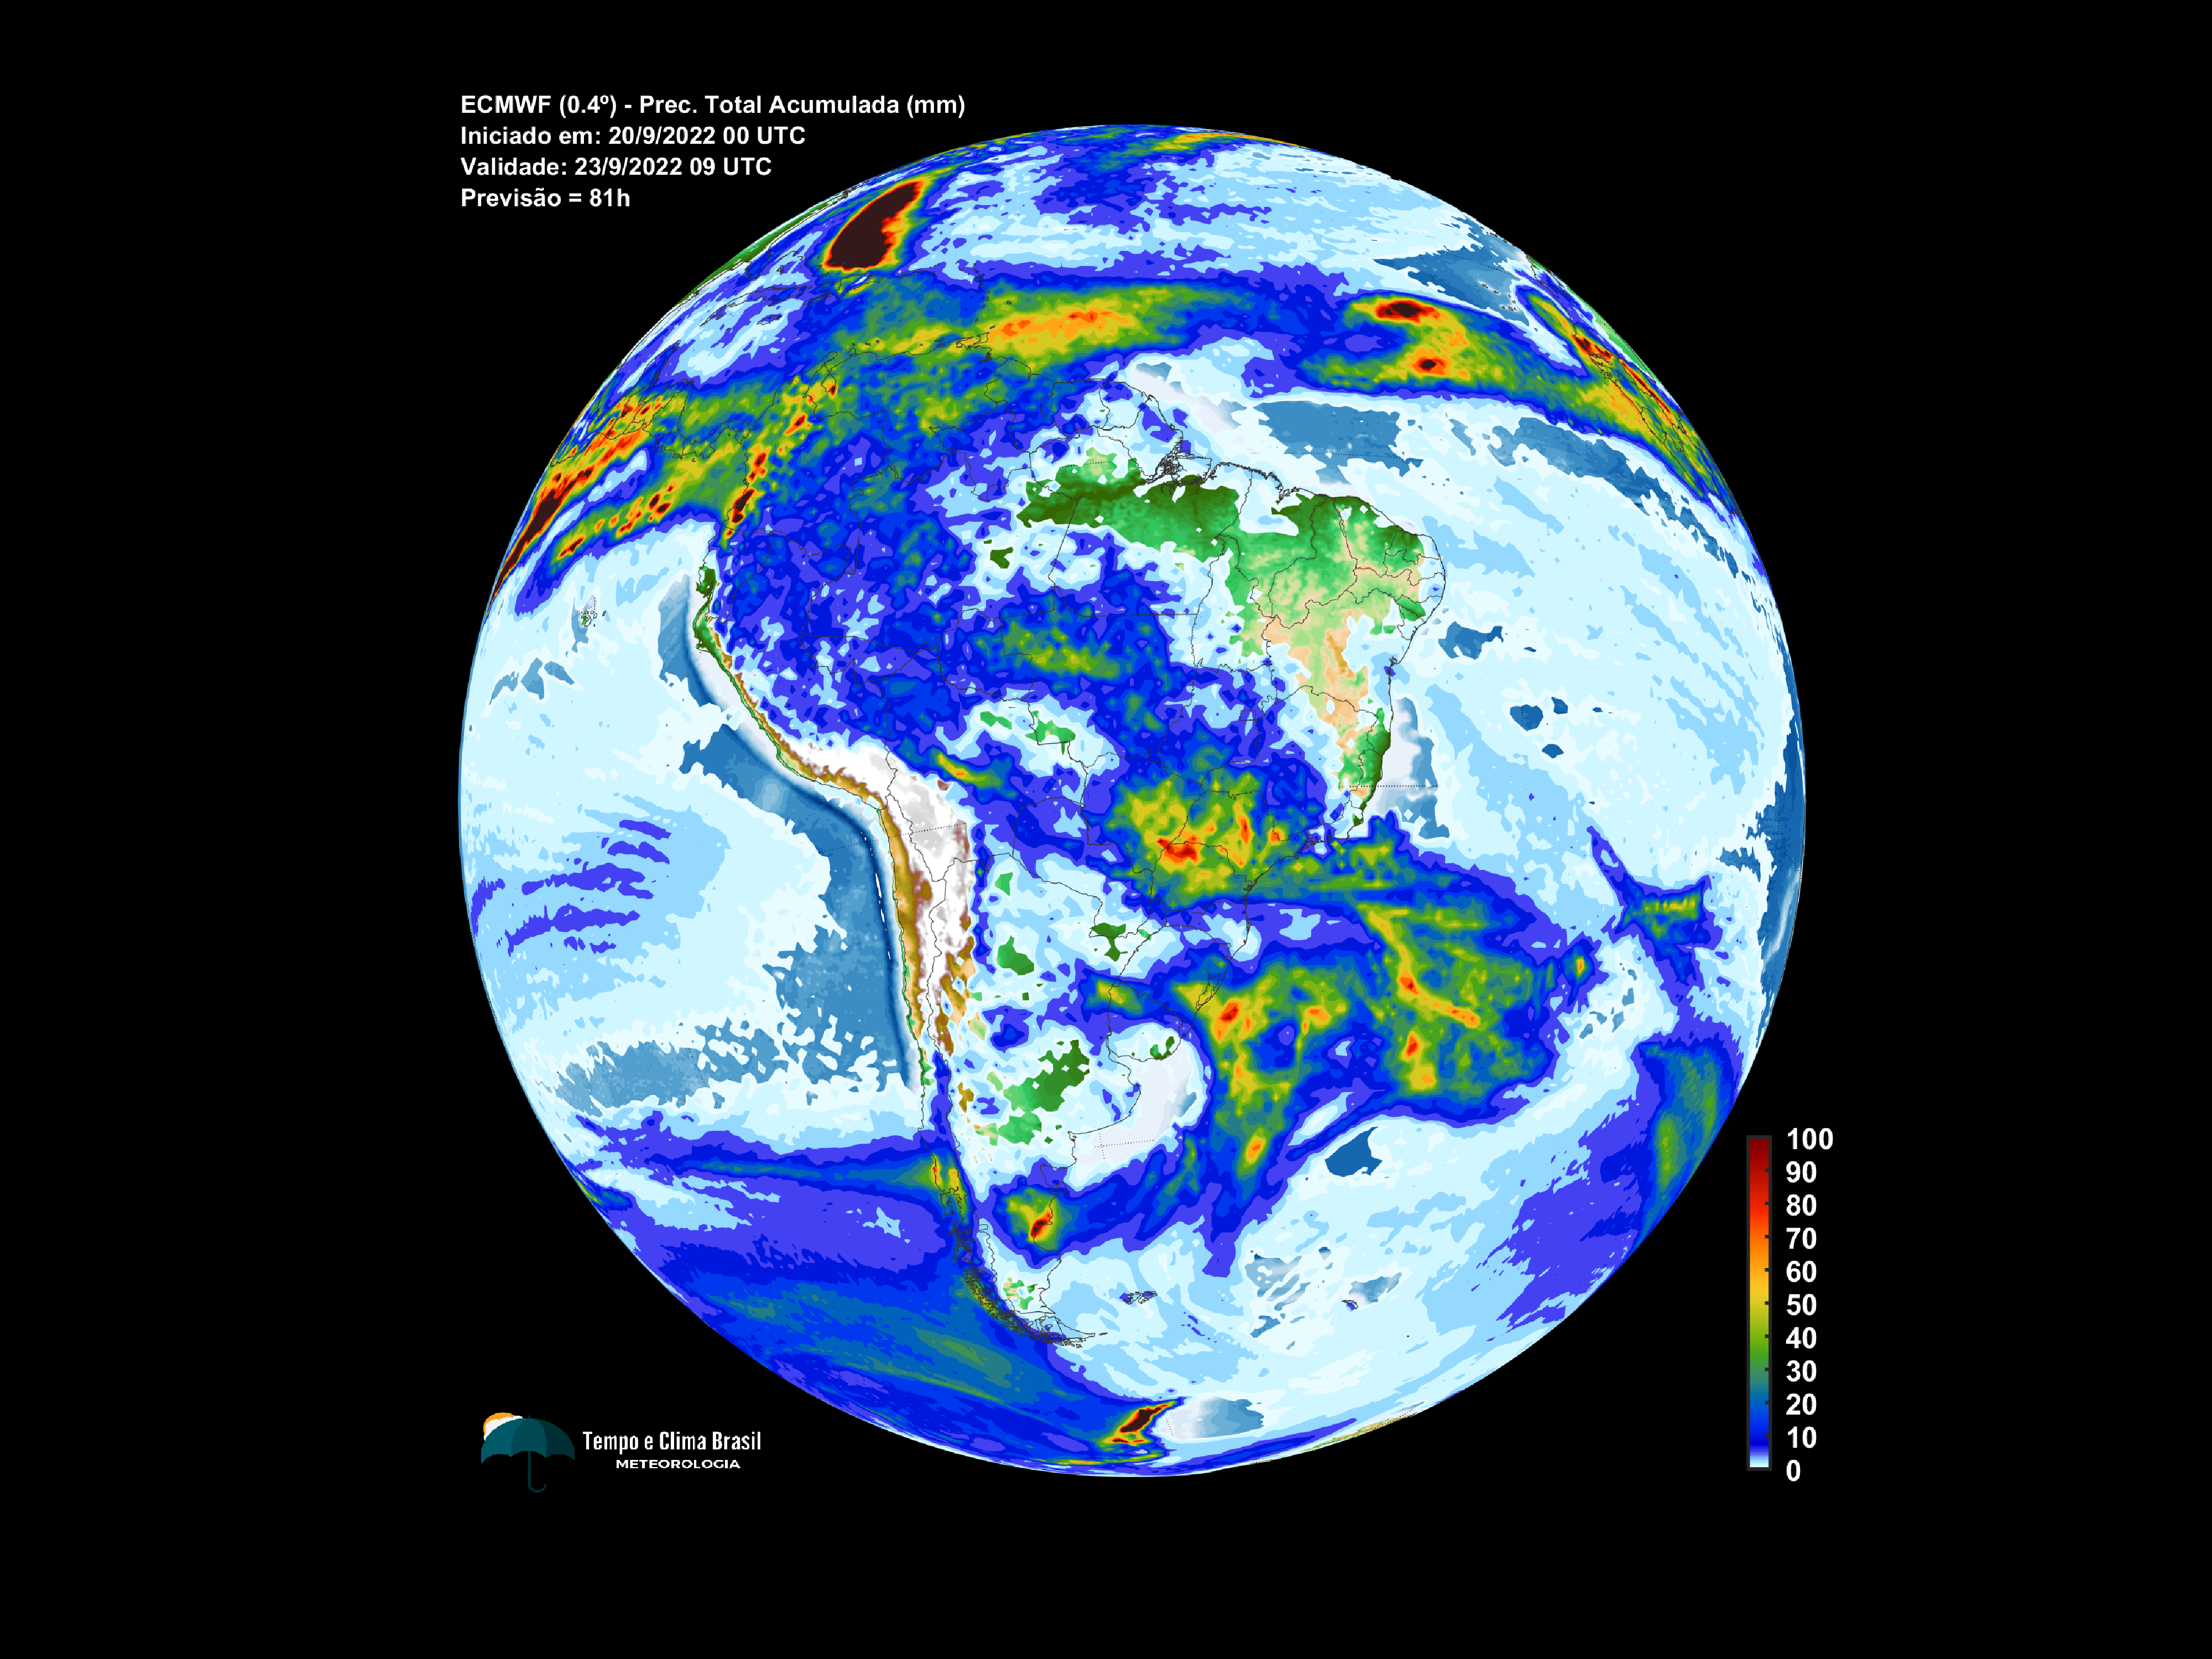 ECMWF (0.4º) - Prec. Total Acumulada (mm)
Iniciado em: 20/9/2022 00 UTC
Validade: 23/9/2022 09 UTC
Previsão = 81h
100
90
80
70
60
50
40
30
20
10
0
Tempo e Clima Brasil
METEOROLOGIA